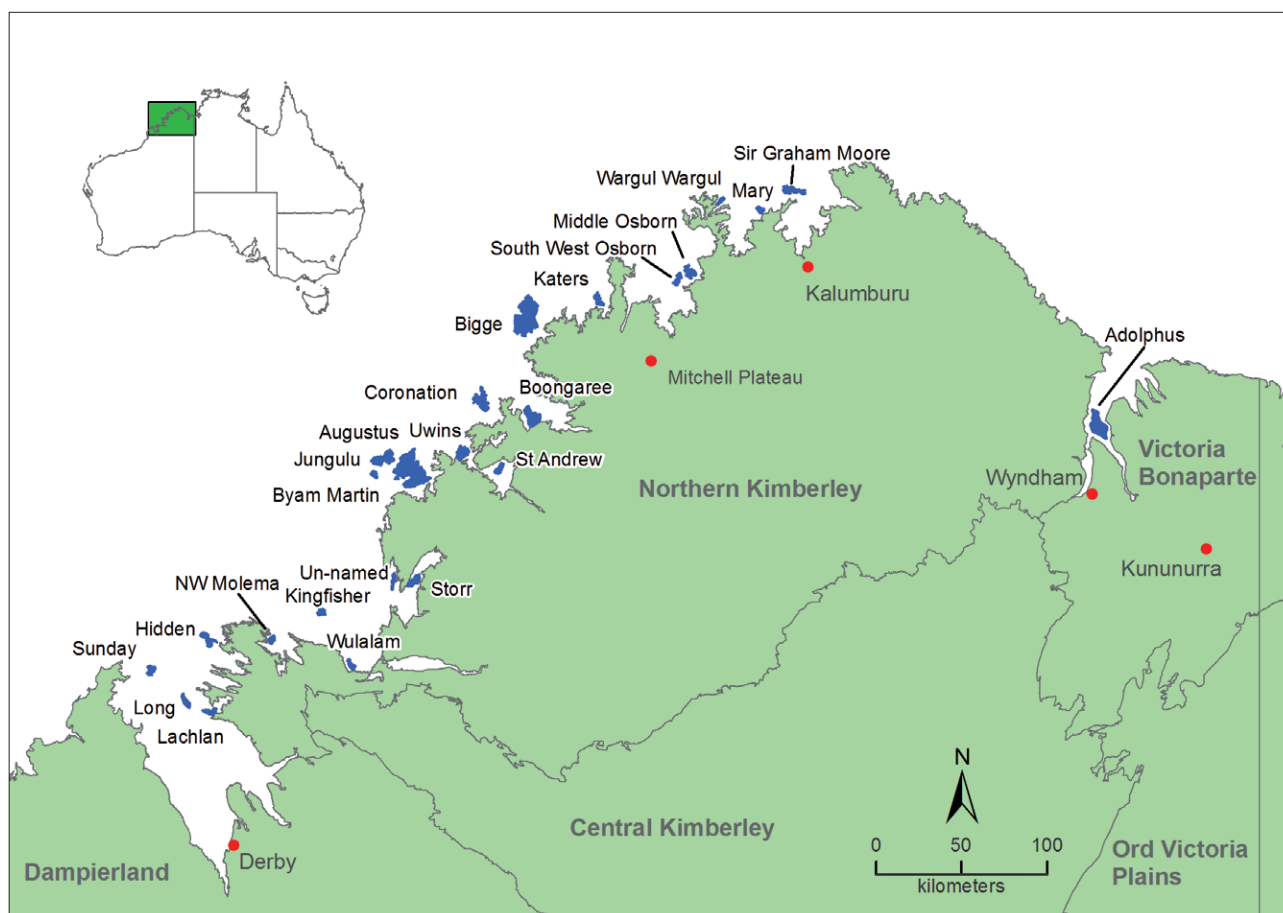 Sir Graham Moore
Wargul Wargul
Mary
Middle Osborn
South West Osborn
Katers
Kalumburu
Bigge
Adolphus
Mitchell Plateau
Coronation
Boongaree
Augustus
Uwins
Jungulu
St Andrew
Victoria
Bonaparte
Byam Martin
Northern Kimberley
Wyndham
Kununurra
Un-named
NW Molema
Kingfisher
Storr
Hidden
Wulalam
Sunday
Long
Lachlan
N
Central Kimberley
0 50 100
kilometers
Derby
Dampierland
Ord Victoria
Plains